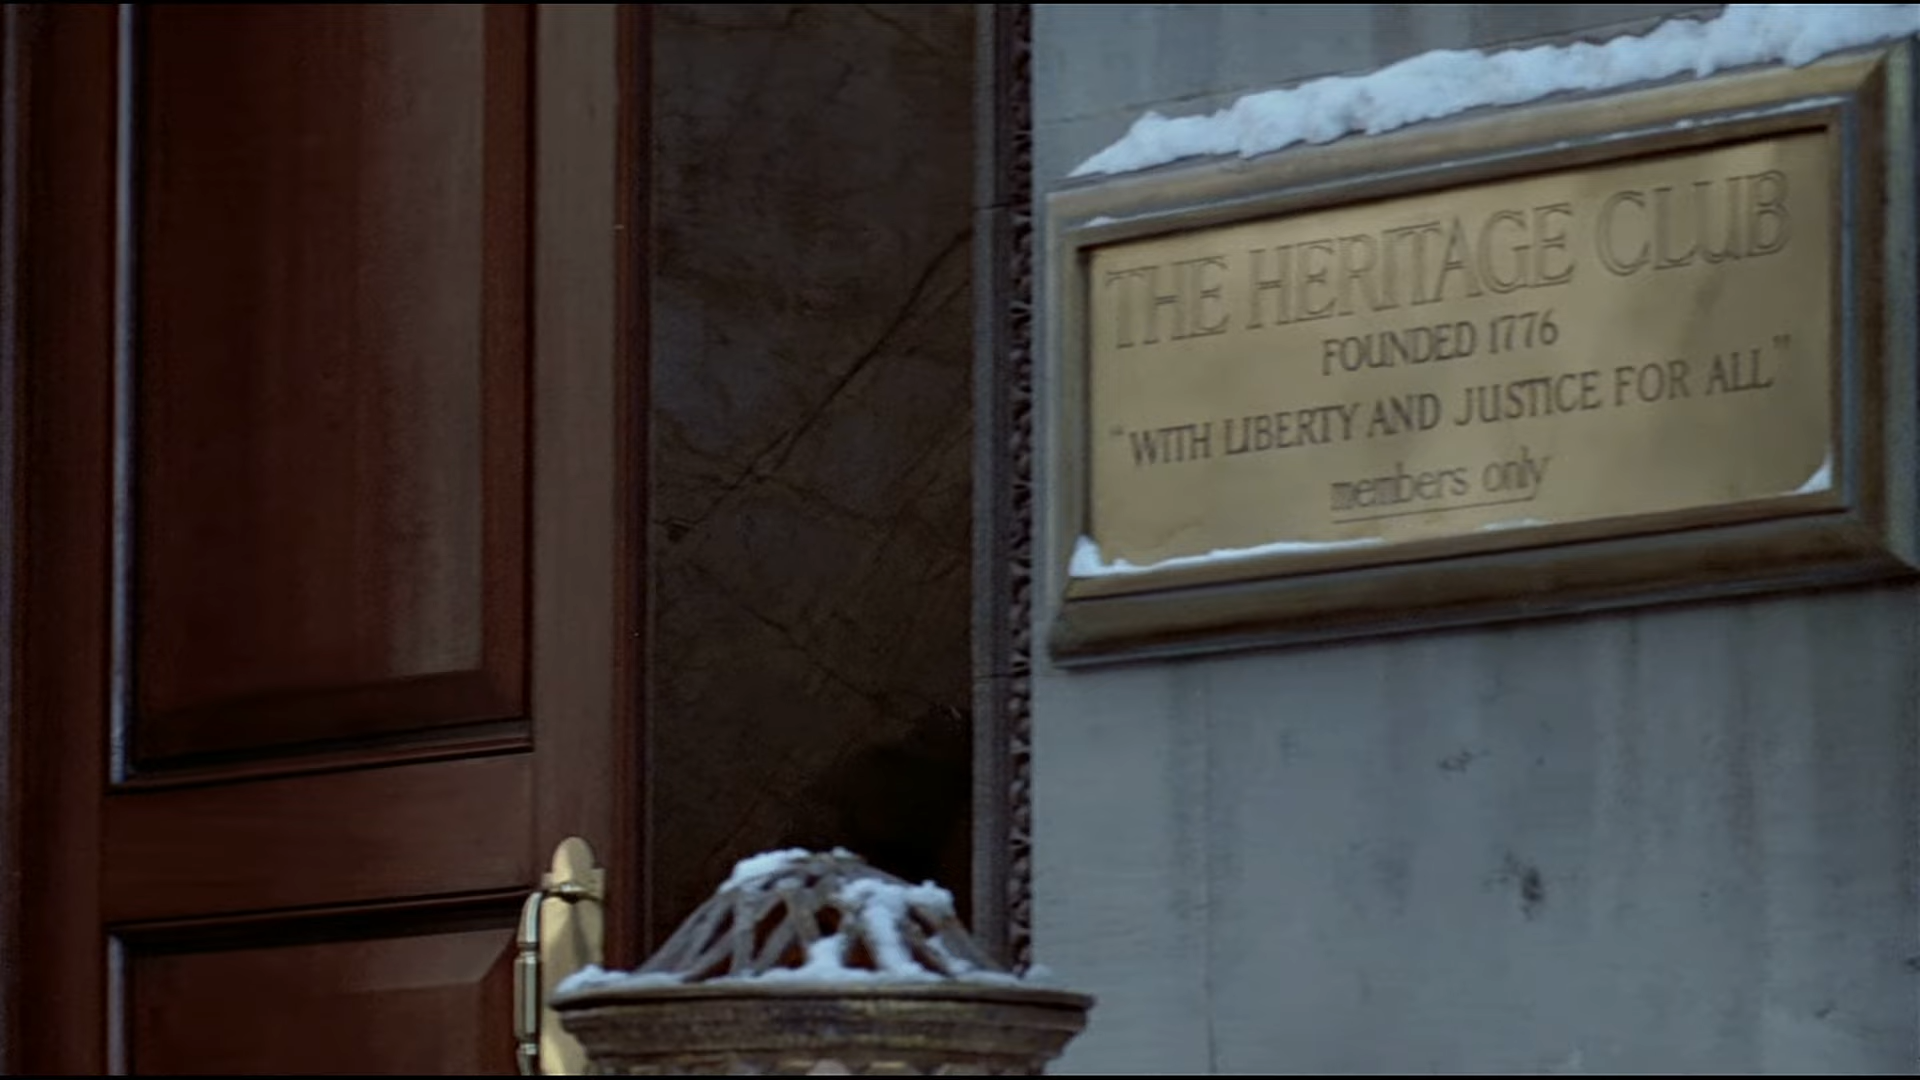 THE HERITAGE CLUB
FOUNDED 1776
"WITH LIBERTY AND JUSTICE FOR ALL"
members only